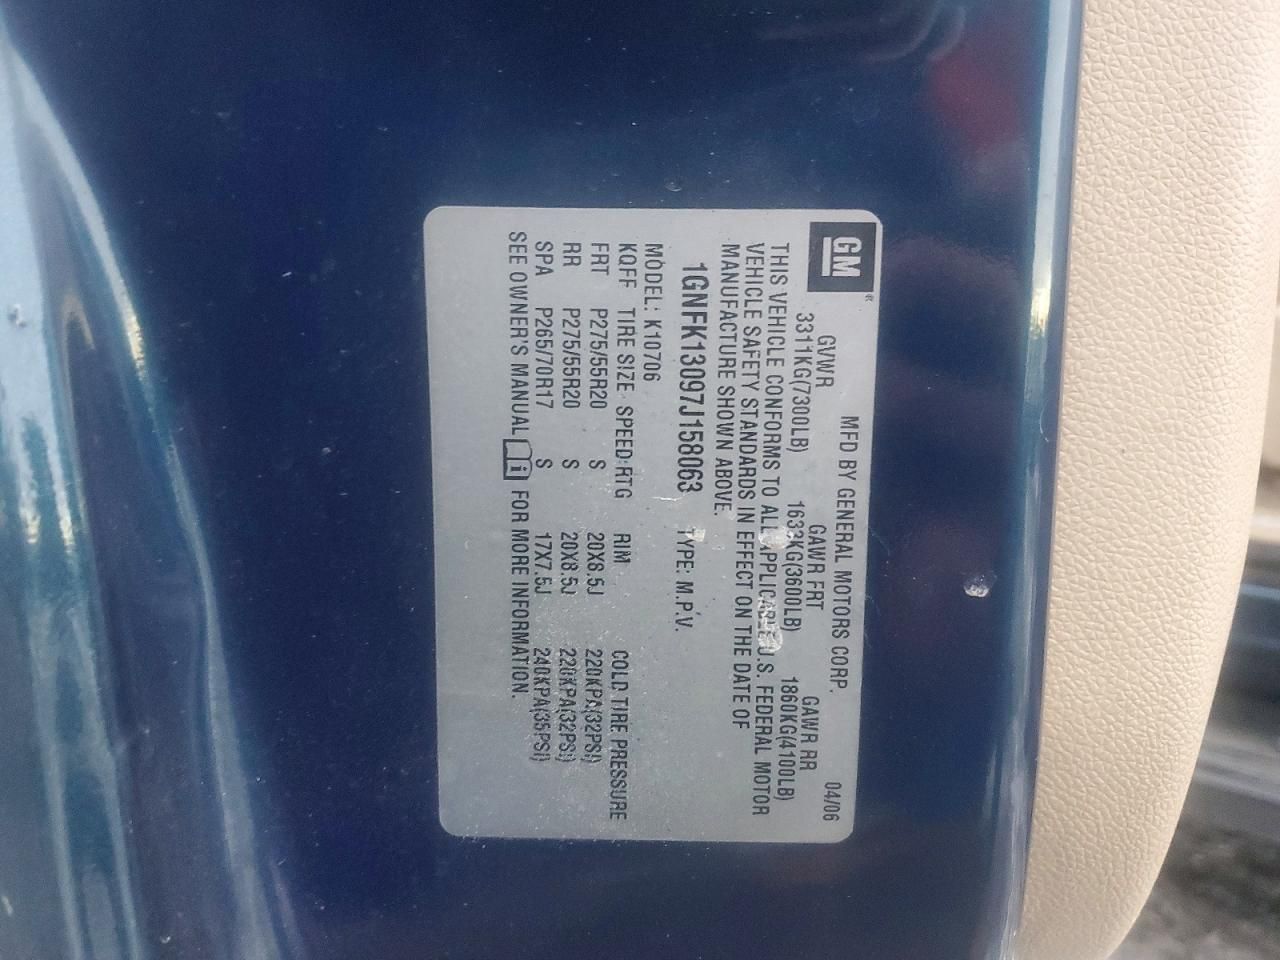 GM®
MFD BY GENERAL MOTORS CORP. 04/06
GVWR GAWR FRT GAWR RR
3311KG(7300LB) 1633KG(3600LB) 1860KG(4100LB)
THIS VEHICLE CONFORMS TO ALL APPLICABLE U.S. FEDERAL MOTOR
VEHICLE SAFETY STANDARDS IN EFFECT ON THE DATE OF
MANUFACTURE SHOWN ABOVE.
1GNFK13097J158063 TYPE: M.P.V.
MODEL: K10706
KQFF TIRE SIZE SPEED RTG RIM COLD TIRE PRESSURE
FRT P275/55R20 S 20X8.5J 220KPA(32PSI)
RR P275/55R20 S 20X8.5J 220KPA(32PSI)
SPA P265/70R17 S 17X7.5J 240KPA(35PSI)
SEE OWNER'S MANUAL FOR MORE INFORMATION.